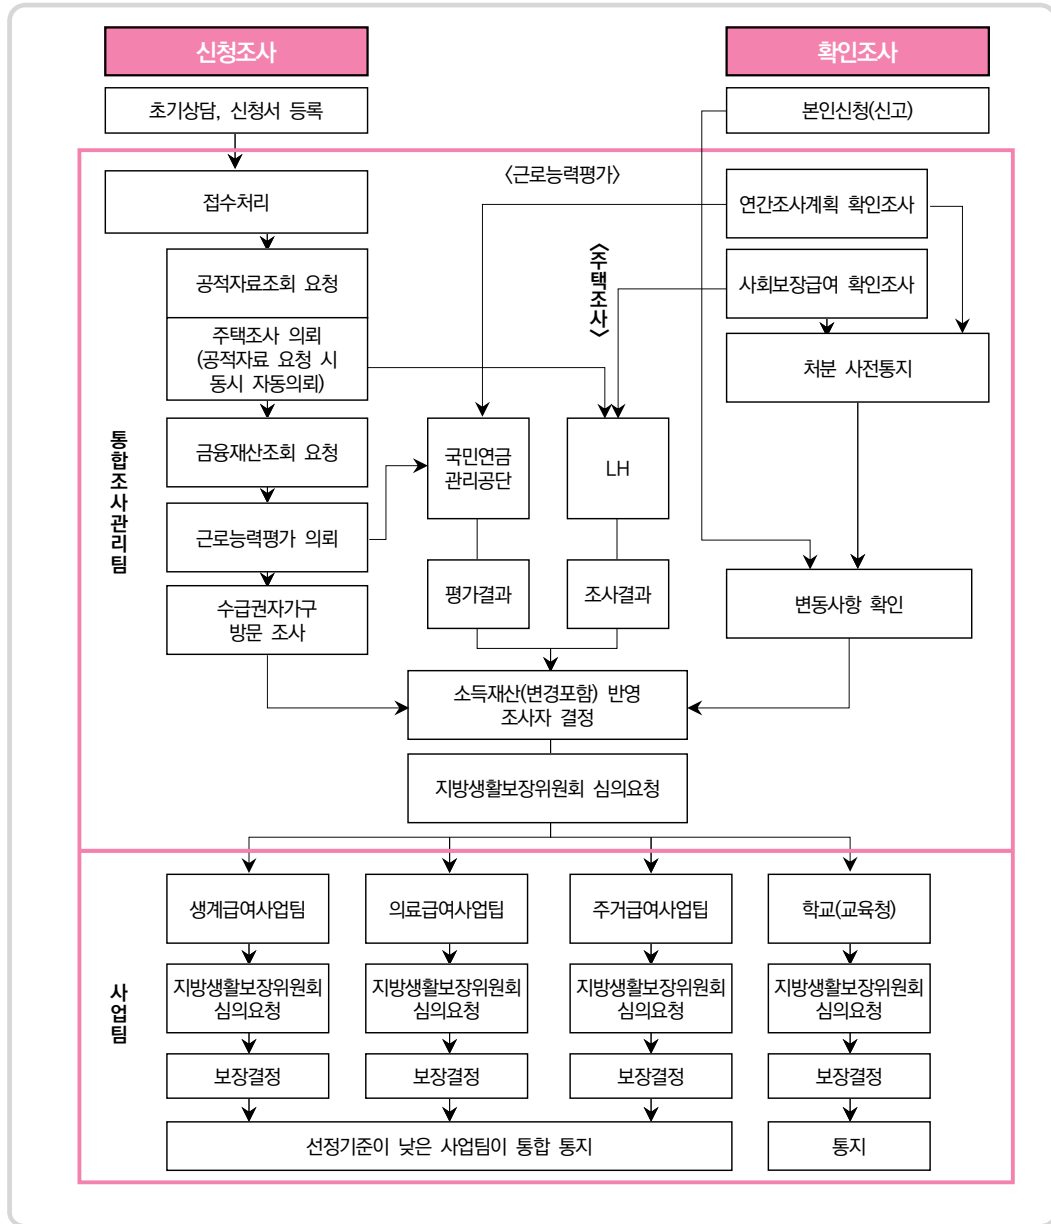 신청조사
확인조사
초기상담, 신청서 등록
본인신청(신고)
통합조사관리팀
접수처리
〈근로능력평가〉
연간조사계획 확인조사
공적자료조회 요청
〈주택조사〉
사회보장급여 확인조사
주택조사 의뢰
(공적자료 요청 시
동시 자동의뢰)
처분 사전통지
금융재산조회 요청
국민연금
관리공단
LH
근로능력평가 의뢰
수급권자가구
방문 조사
평가결과
조사결과
변동사항 확인
소득재산(변경포함) 반영
조사자 결정
지방생활보장위원회 심의요청
사업팀
생계급여사업팀
의료급여사업팁
주거급여사업팁
학교(교육청)
지방생활보장위원회
심의요청
지방생활보장위원회
심의요청
지방생활보장위원회
심의요청
지방생활보장위원회
심의요청
보장결정
보장결정
보장결정
보장결정
선정기준이 낮은 사업팀이 통합 통지
통지